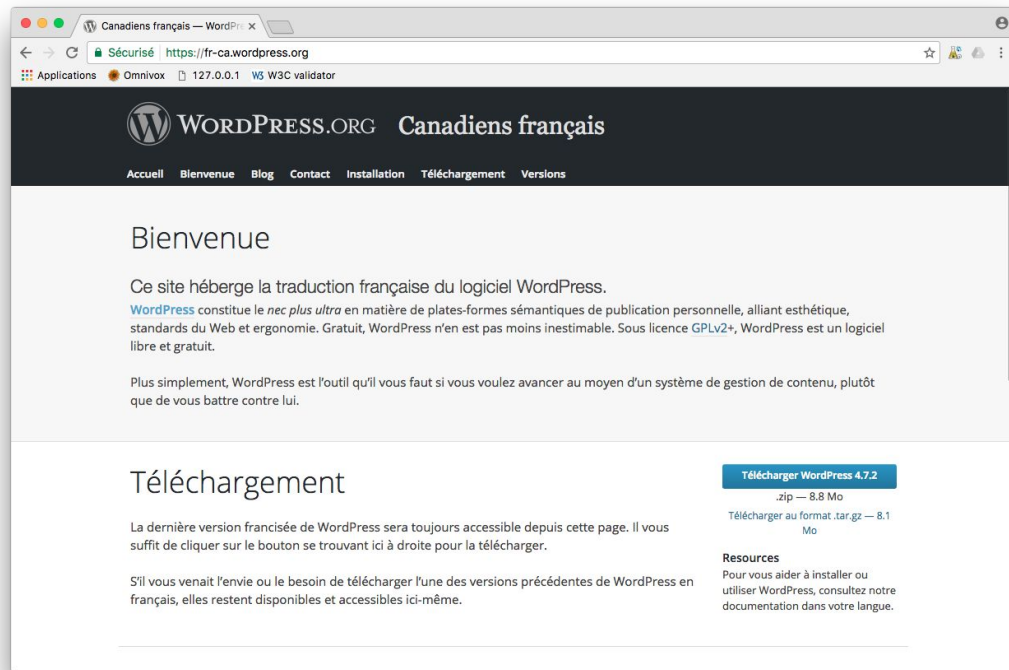 Canadiens français — WordPre
Sécurisé https://fr-ca.wordpress.org
Applications Omnivox 127.0.0.1 W3 W3C validator
WORDPRESS.ORG Canadiens français
Accueil Bienvenue Blog Contact Installation Téléchargement Versions
Bienvenue
Ce site héberge la traduction française du logiciel WordPress.
WordPress constitue le nec plus ultra en matière de plates-formes sémantiques de publication personnelle, alliant esthétique,
standards du Web et ergonomie. Gratuit, WordPress n'en est pas moins inestimable. Sous licence GPLv2+, WordPress est un logiciel
libre et gratuit.
Plus simplement, WordPress est l'outil qu'il vous faut si vous voulez avancer au moyen d'un système de gestion de contenu, plutôt
que de vous battre contre lui.
Téléchargement
La dernière version francisée de WordPress sera toujours accessible depuis cette page. Il vous
suffit de cliquer sur le bouton se trouvant ici à droite pour la télécharger.
S'il vous venait l'envie ou le besoin de télécharger l'une des versions précédentes de WordPress en
français, elles restent disponibles et accessibles ici-même.
Télécharger WordPress 4.7.2
.zip — 8.8 Mo
Télécharger au format .tar.gz — 8.1
Mo
Resources
Pour vous aider à installer ou
utiliser WordPress, consultez notre
documentation dans votre langue.